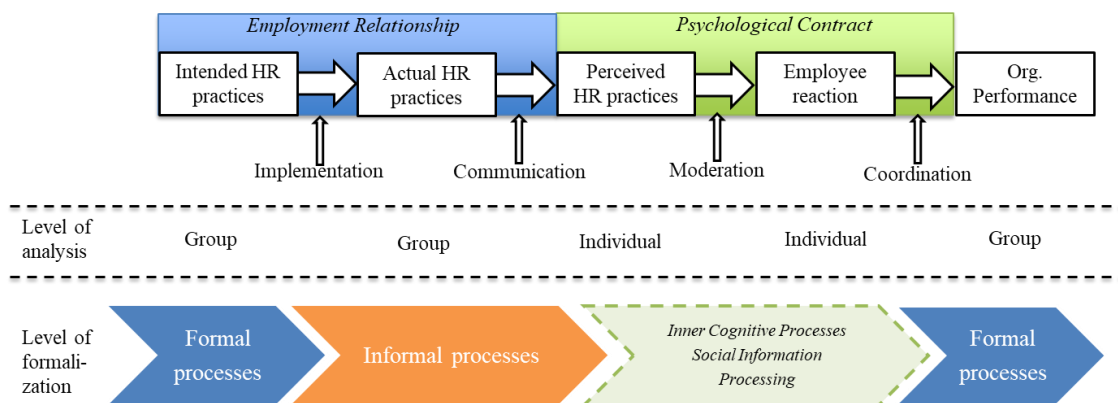 Employment Relationship
Psychological Contract
Intended HR
practices
Actual HR
practices
Perceived
HR practices
Employee
reaction
Org.
Performance
Implementation
Communication
Moderation
Coordination
Level of
analysis
Group
Group
Individual
Individual
Group
Level of
formali-
zation
Formal
processes
Informal processes
Inner Cognitive Processes
Social Information
Processing
Formal
processes